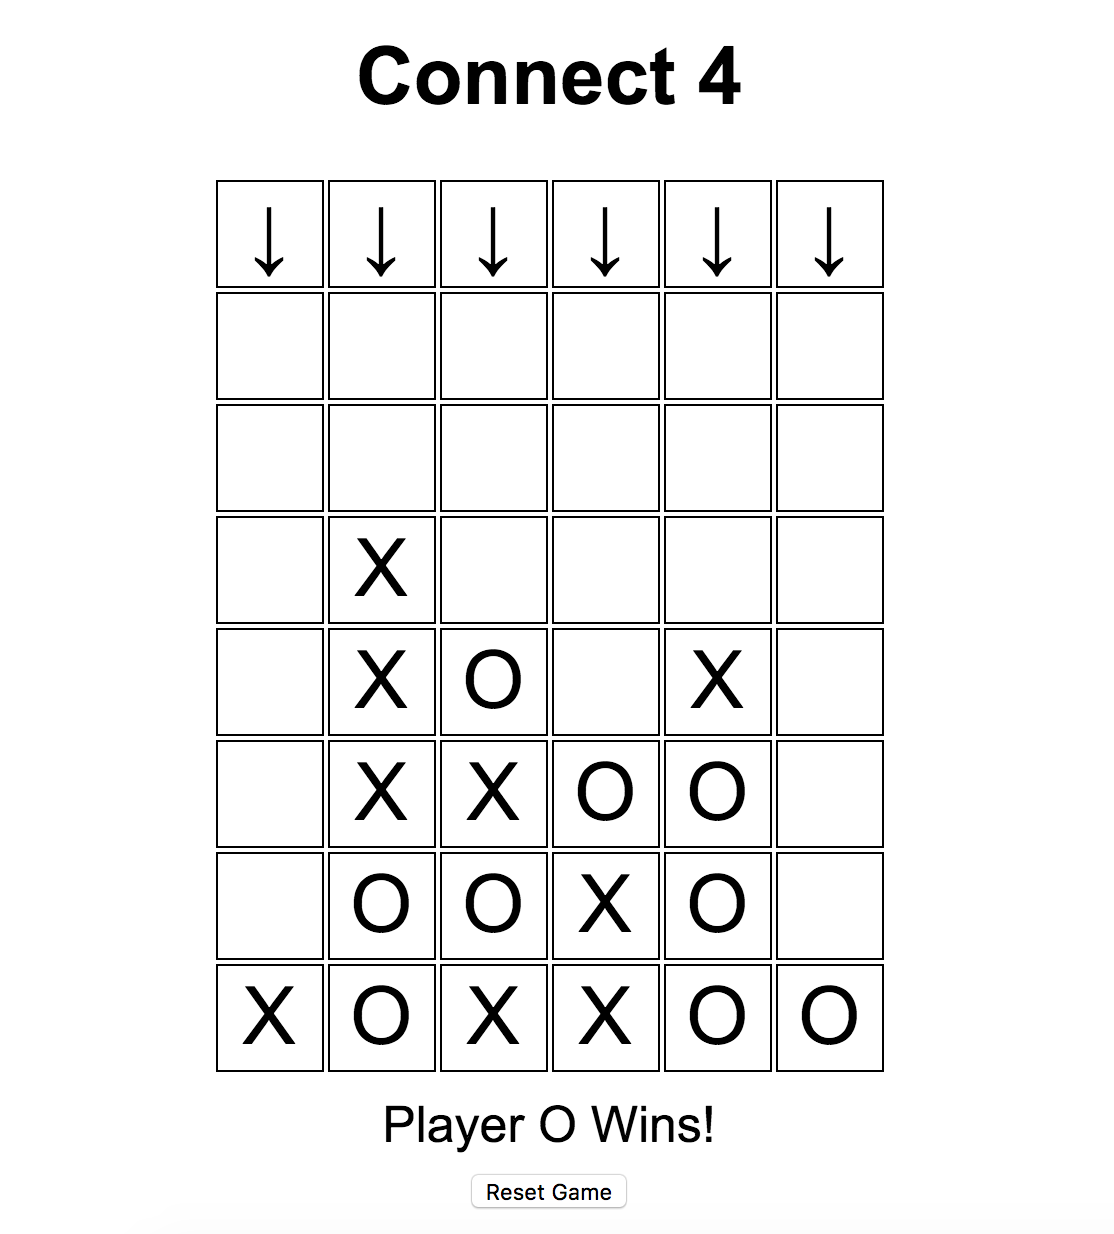 Connect 4
↓ ↓ ↓ ↓ ↓ ↓
X
X O X
X X O O
O O X O
X O X X O O
Player O Wins!
Reset Game